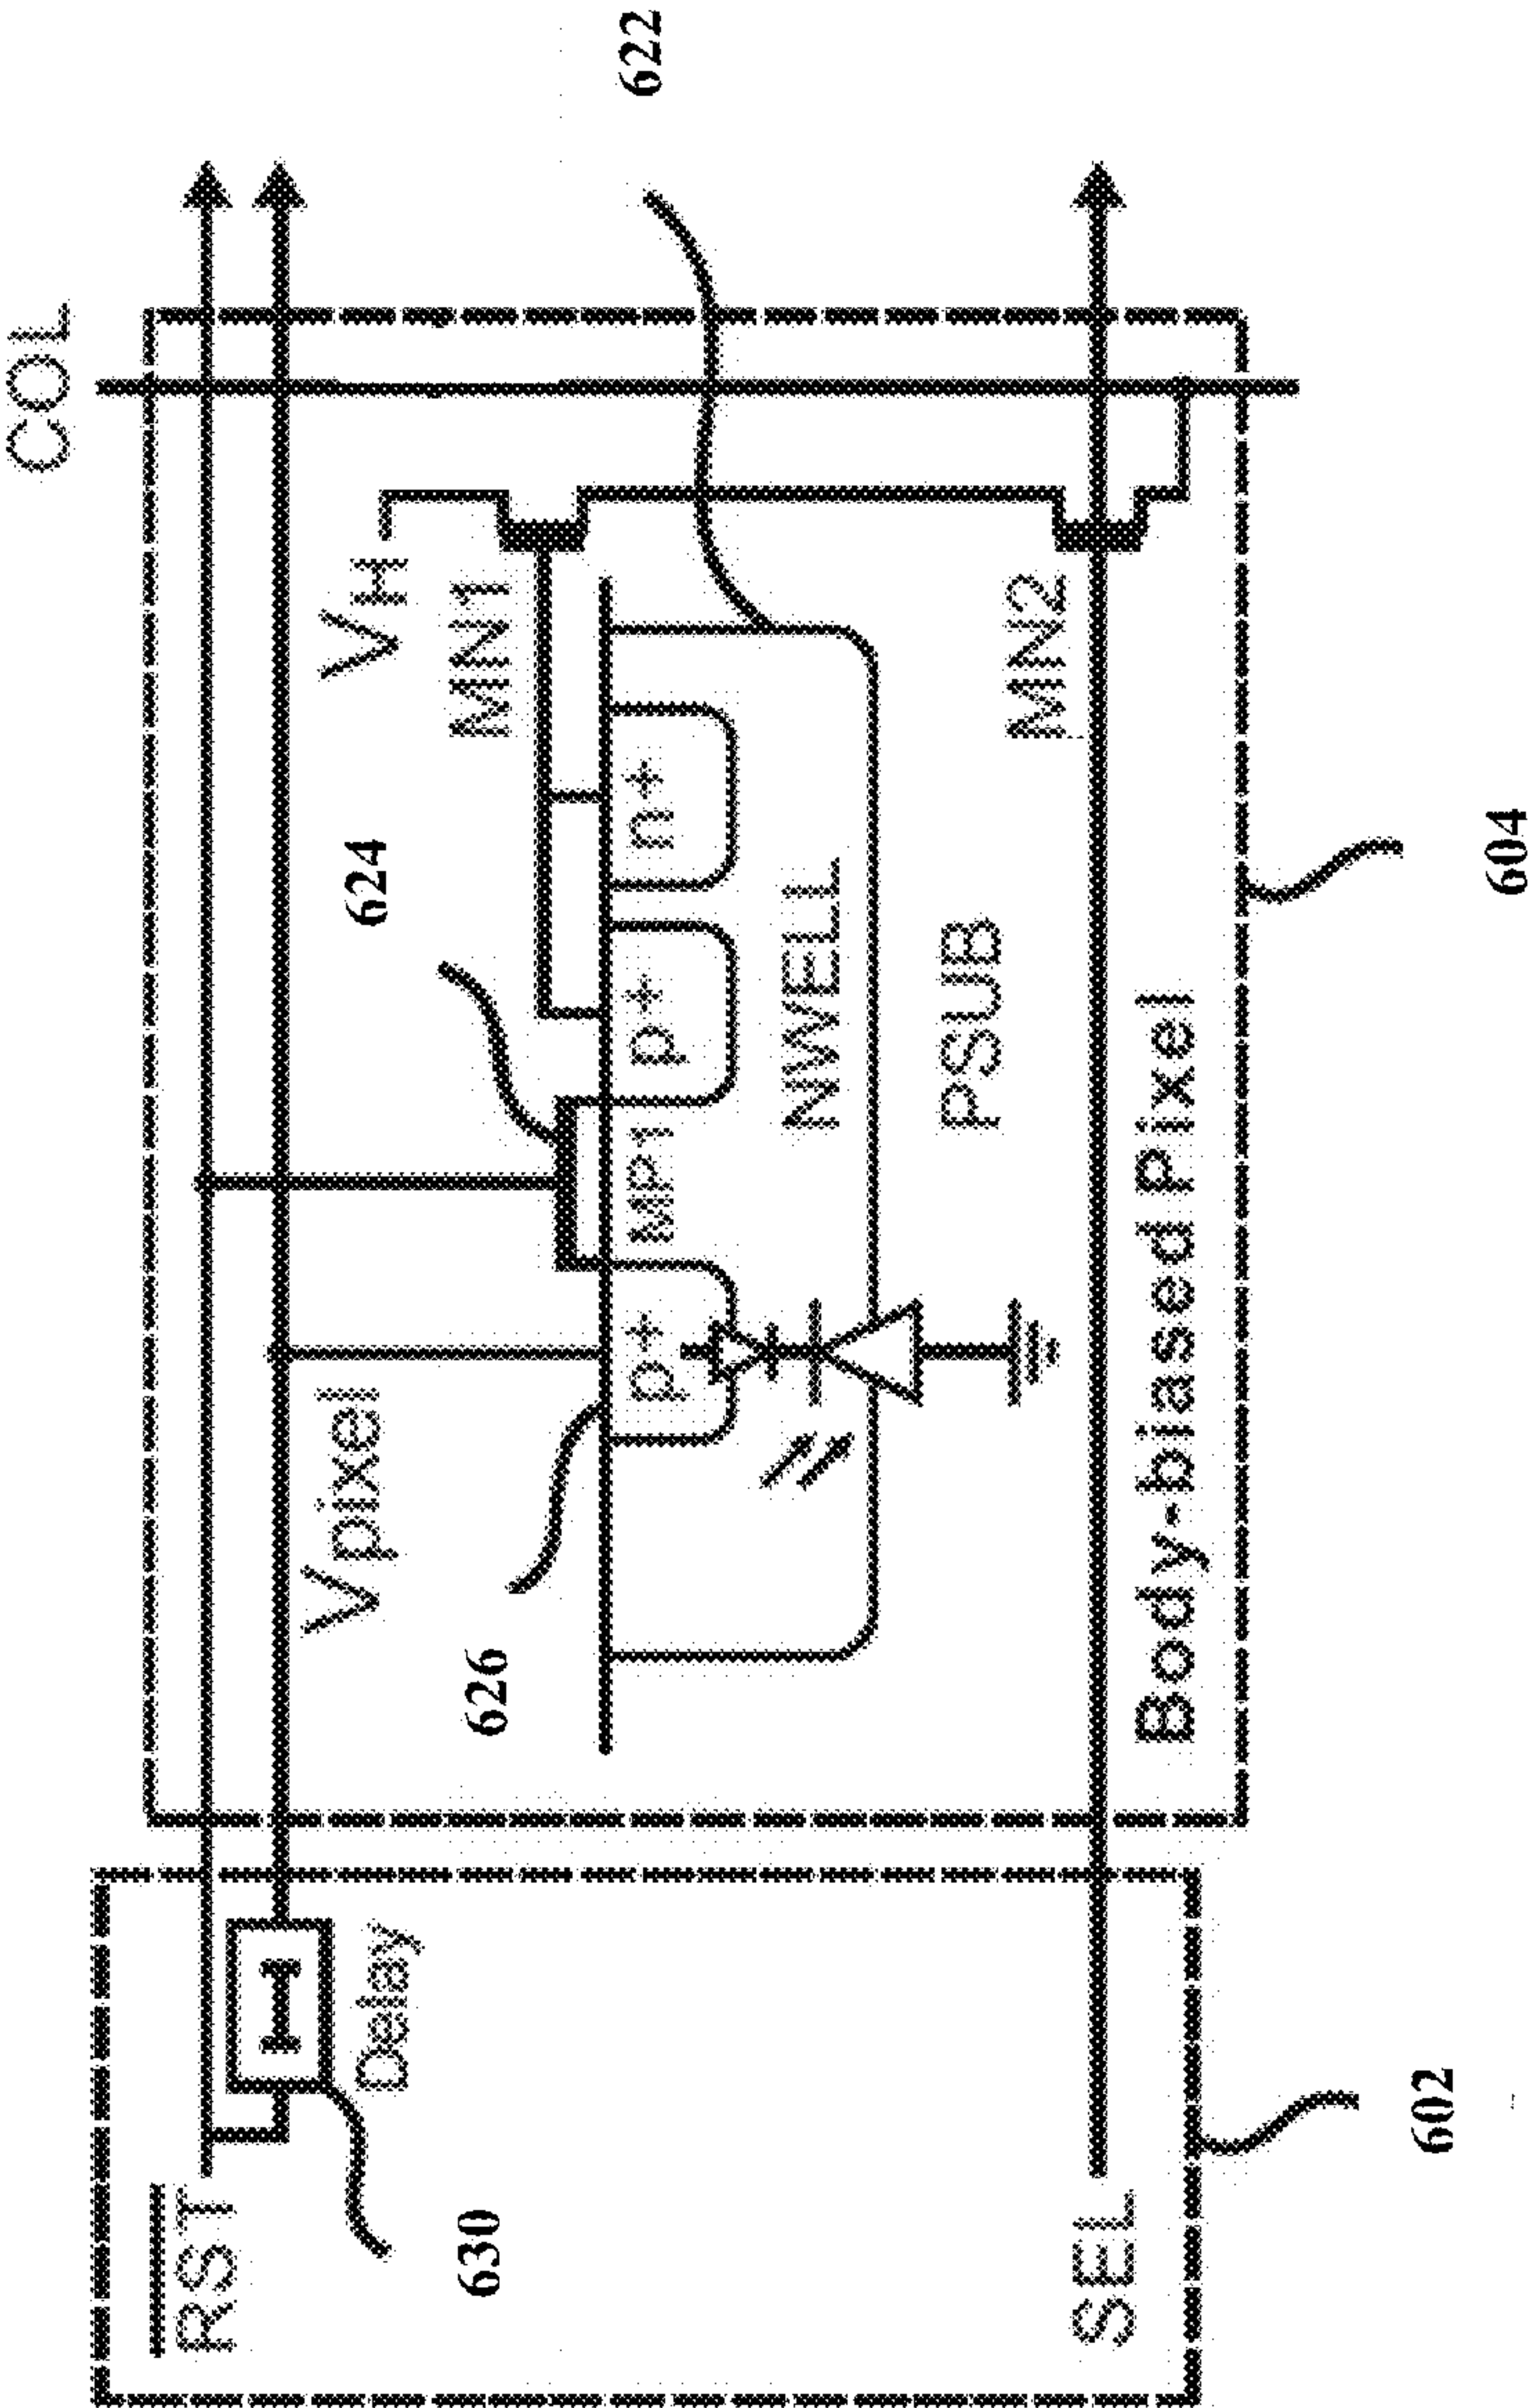 COL
RST
Delay
630
Vpixel
VH
624
MN1
626
622
p+
MP1
p+
n+
NWELL
PSUB
MN2
SEL
Body-biased Pixel
602
604